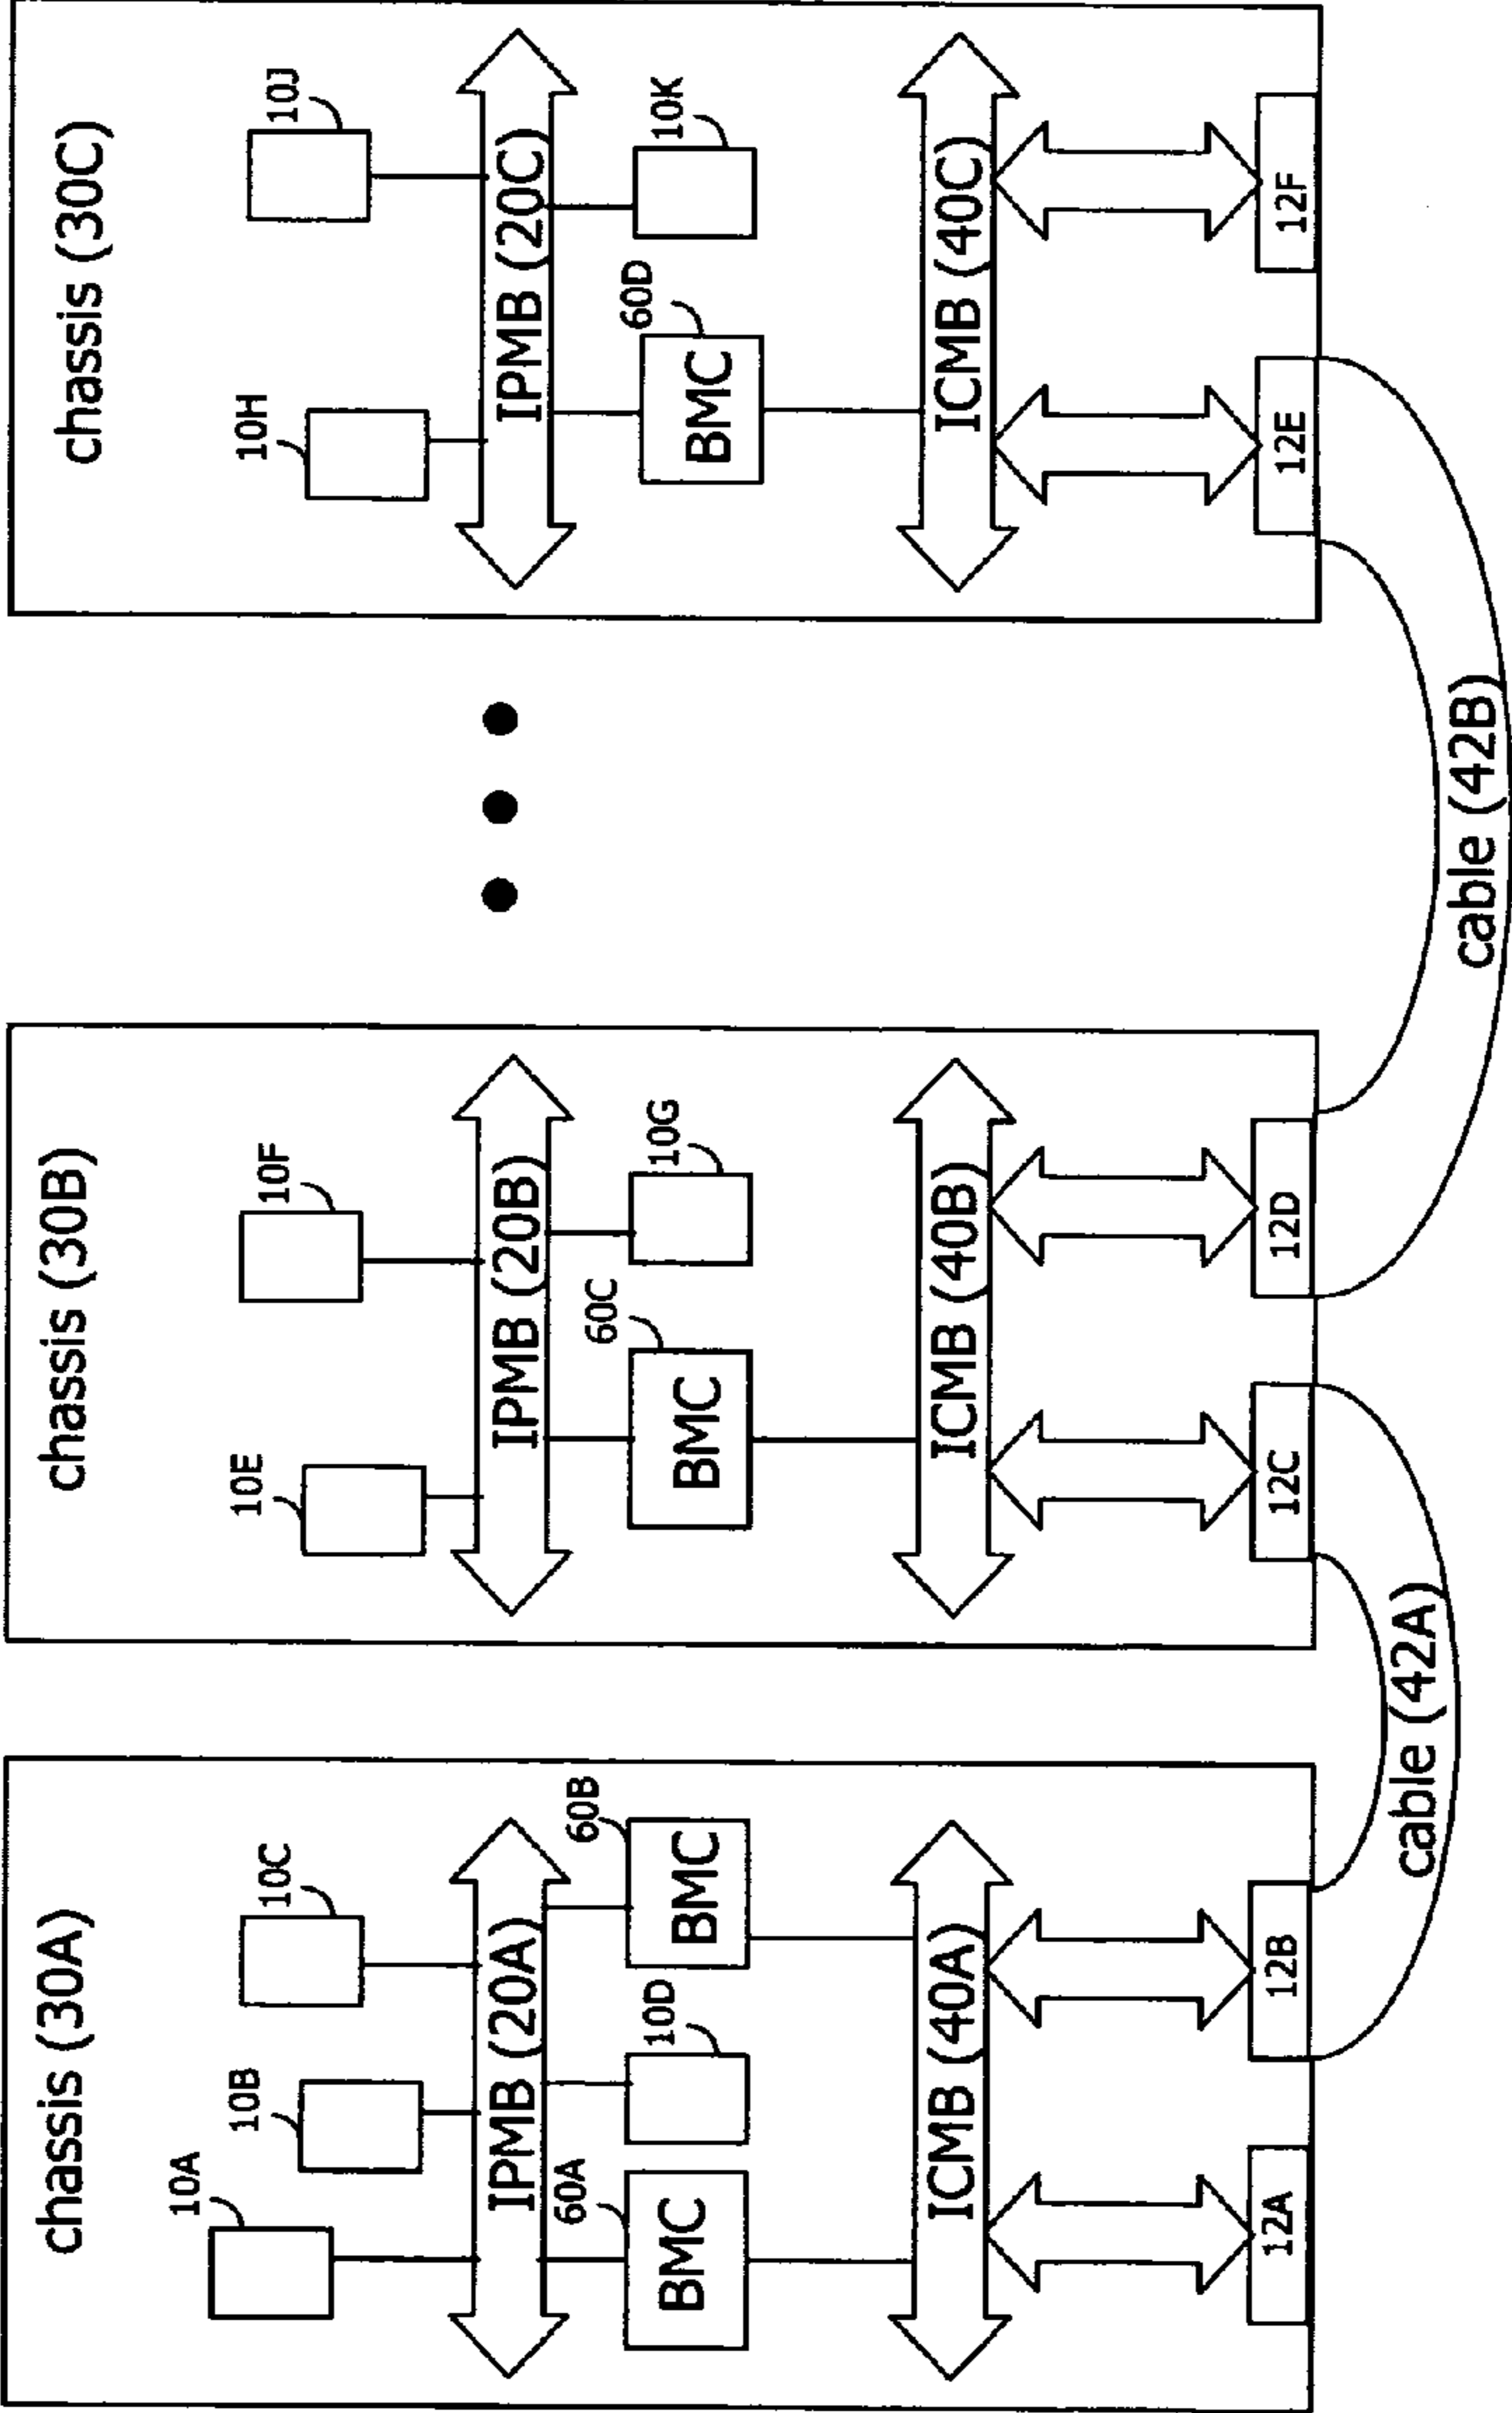 chassis (30A)
10A
10B
10C
IPMB (20A)
60A
BMC
10D
60B
BMC
ICMB (40A)
12A
12B
cable (42A)
chassis (30B)
10E
10F
IPMB (20B)
60C
BMC
10G
ICMB (40B)
12C
12D
cable (42B)
chassis (30C)
10H
10J
IPMB (20C)
60D
BMC
10K
ICMB (40C)
12E
12F